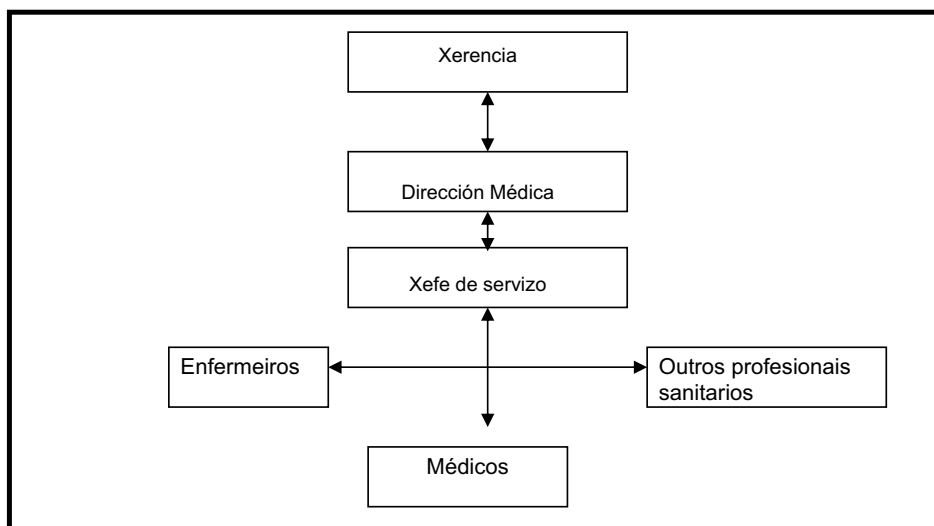 Xerencia
Dirección Médica
Xefe de servizo
Enfermeiros
Outros profesionais
sanitarios
Médicos